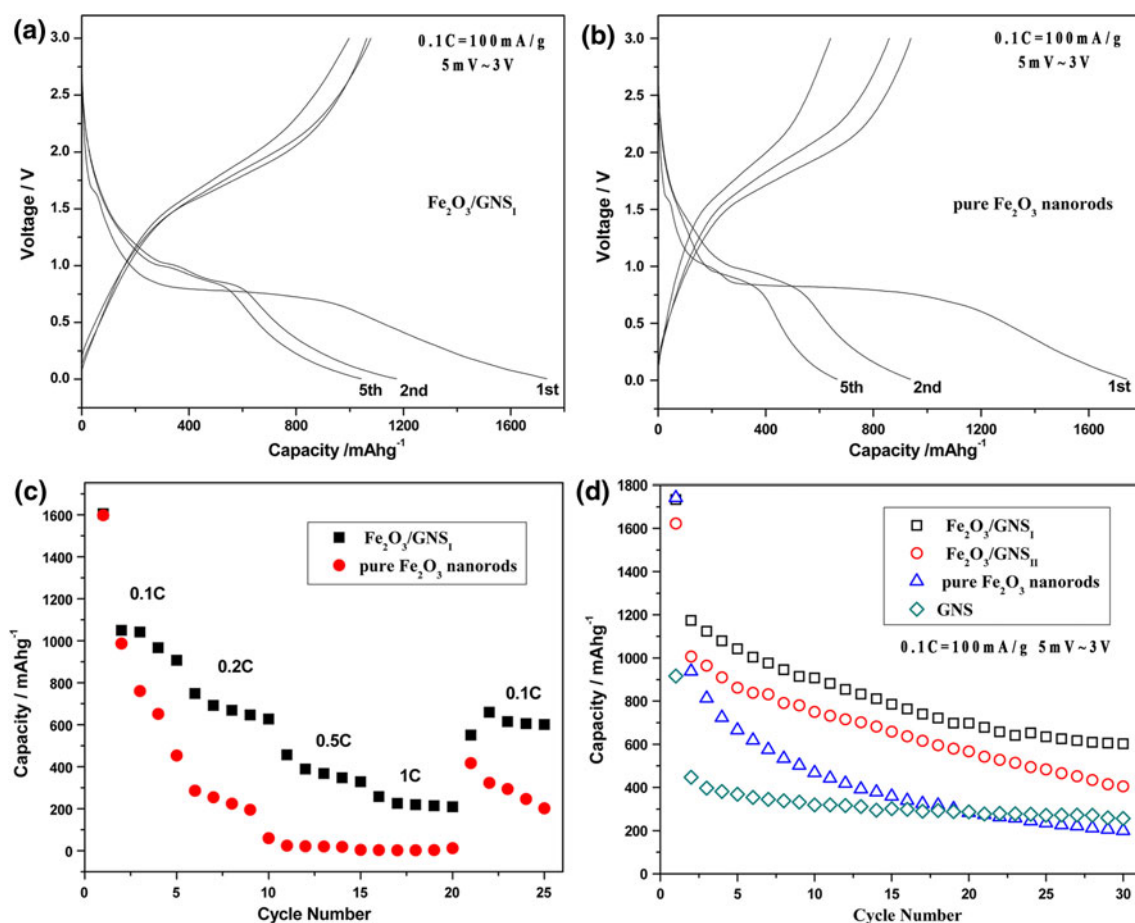 (a)
3.0
2.5
2.0
1.5
1.0
0.5
0.0
Voltage / V
0.1C=100mA/g
5mV~3V
Fe₂O₃/GNS_I
5th 2nd 1st
0 400 800 1200 1600
Capacity /mAhg⁻¹
(b)
3.0
2.5
2.0
1.5
1.0
0.5
0.0
Voltage / V
0.1C=100mA/g
5mV~3V
pure Fe₂O₃ nanorods
5th 2nd 1st
0 400 800 1200 1600
Capacity /mAhg⁻¹
(c)
1600
1400
1200
1000
800
600
400
200
0
Capacity / mAhg⁻¹
Fe₂O₃/GNS_I
pure Fe₂O₃ nanorods
0.1C
0.2C
0.5C
1C
0.1C
0 5 10 15 20 25
Cycle Number
(d)
1800
1600
1400
1200
1000
800
600
400
200
0
Capacity / mAhg⁻¹
Fe₂O₃/GNS_I
Fe₂O₃/GNS_II
pure Fe₂O₃ nanorods
GNS
0.1C=100mA/g 5mV~3V
0 5 10 15 20 25 30
Cycle Number